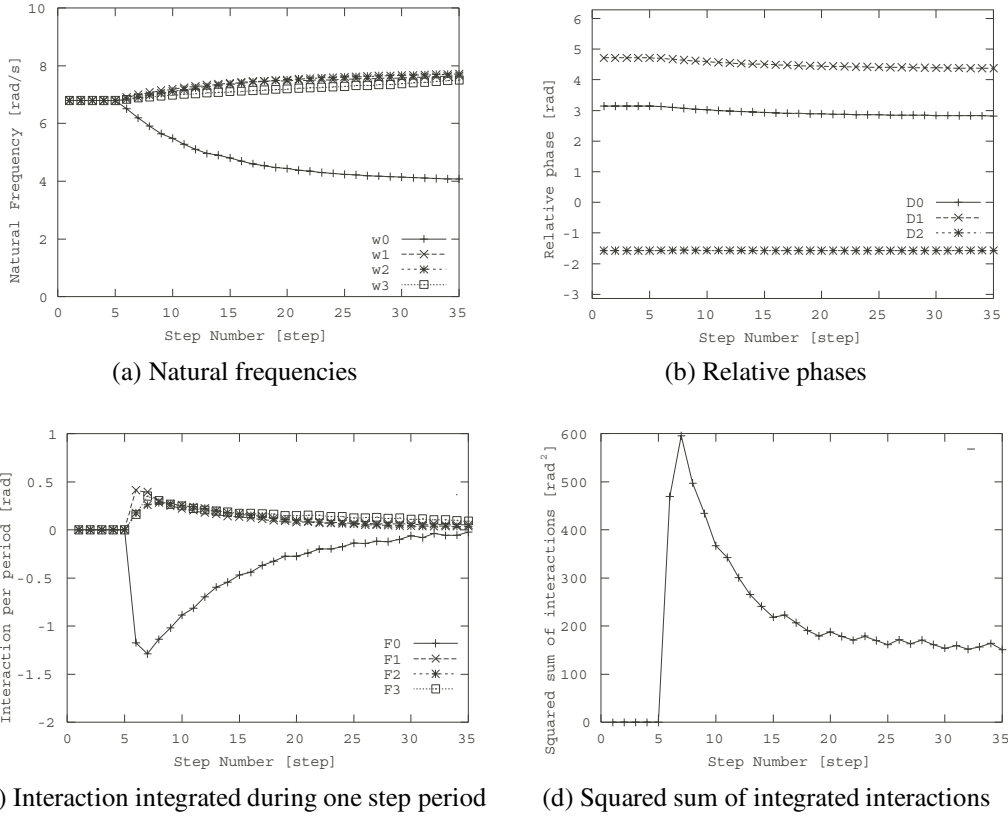 10
8
6
4
2
0
Natural Frequency [rad/s]
w0
w1
w2
w3
0 5 10 15 20 25 30 35
Step Number [step]
(a) Natural frequencies
6
5
4
3
2
1
0
-1
-2
-3
Relative phase [rad]
D0
D1
D2
0 5 10 15 20 25 30 35
Step Number [step]
(b) Relative phases
1
0.5
0
-0.5
-1
-1.5
-2
Interaction per period [rad]
F0
F1
F2
F3
0 5 10 15 20 25 30 35
Step Number [step]
) Interaction integrated during one step period
600
500
400
300
200
100
0
Squared sum of interactions [rad²]
0 5 10 15 20 25 30 35
Step Number [step]
(d) Squared sum of integrated interactions